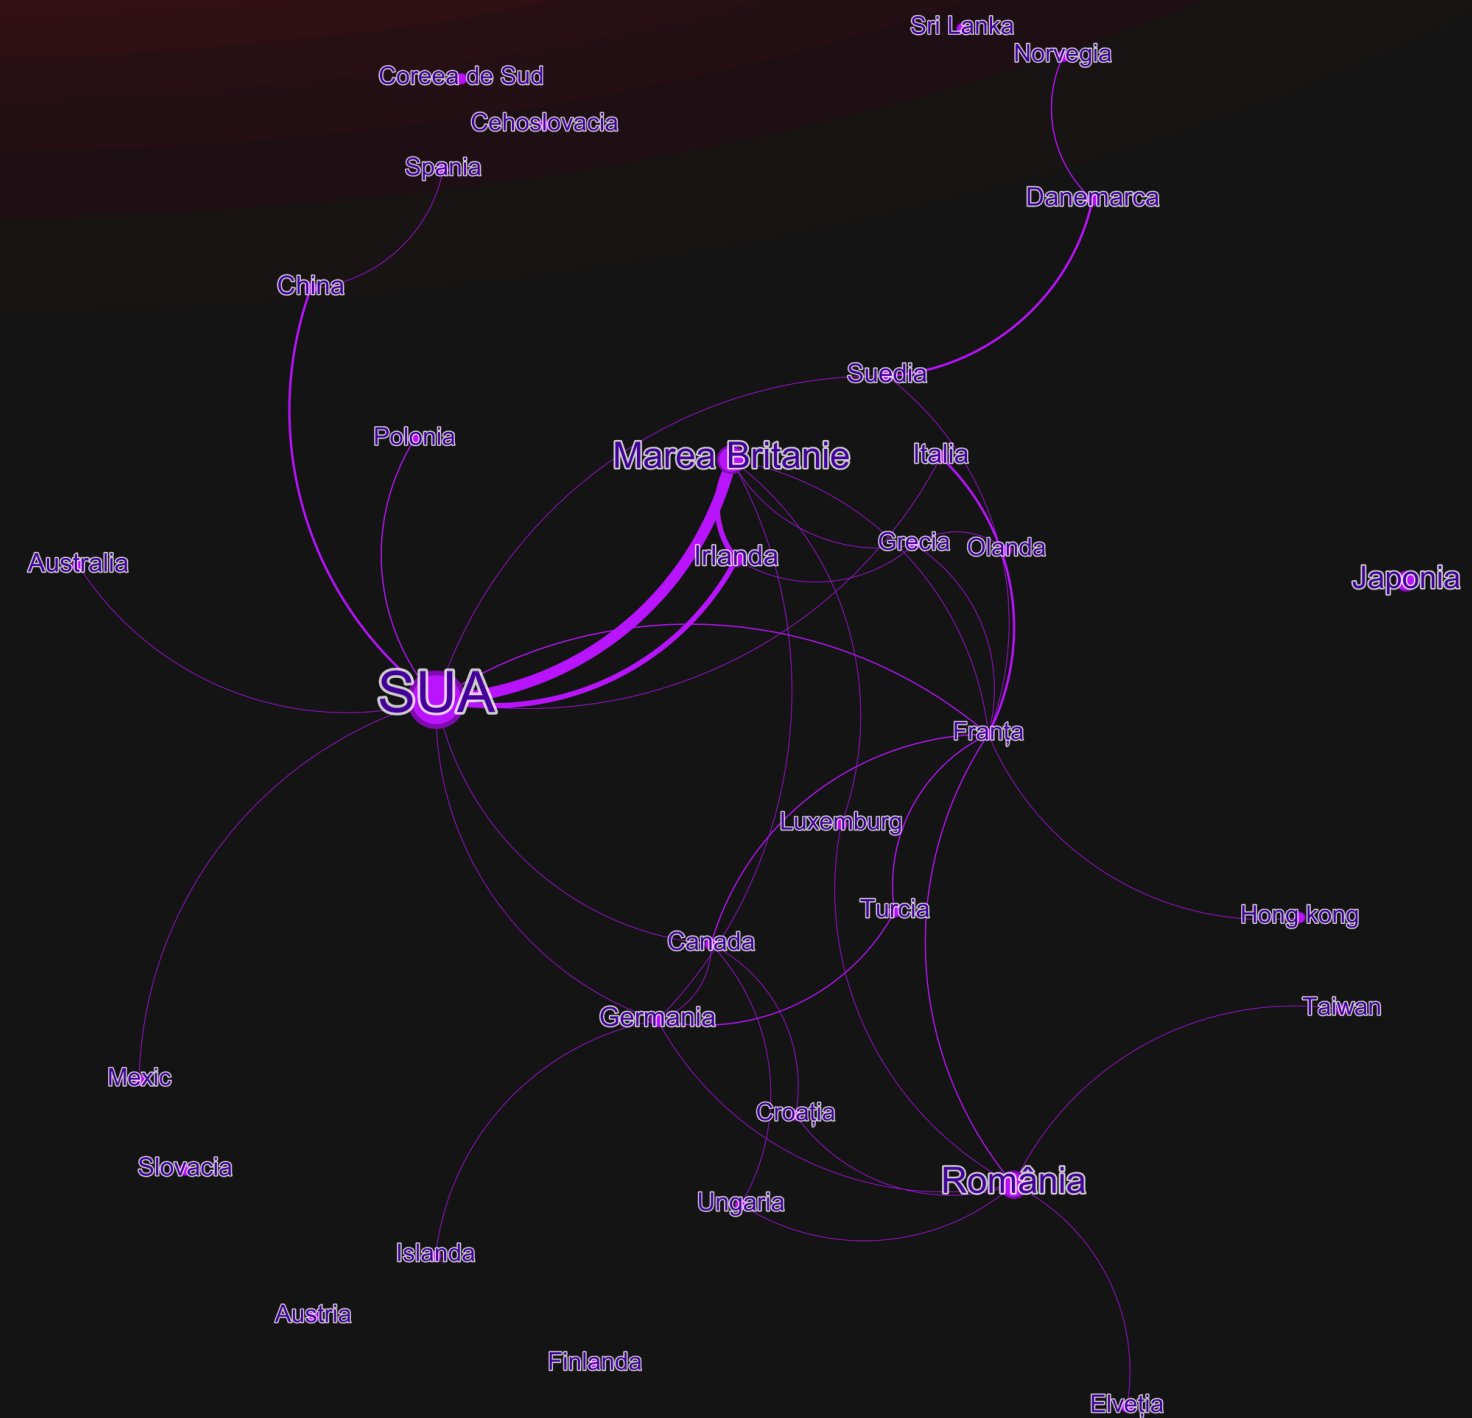 Sri Lanka
Norvegia
Coreea de Sud
Cehoslovacia
Spania
Danemarca
China
Suedia
Polonia
Marea Britanie
Italia
Grecia
Olanda
Irlanda
Australia
Japonia
SUA
Franța
Luxemburg
Turcia
Hong kong
Canada
Taiwan
Germania
Mexic
Croația
Slovacia
România
Ungaria
Islanda
Austria
Finlanda
Elveția